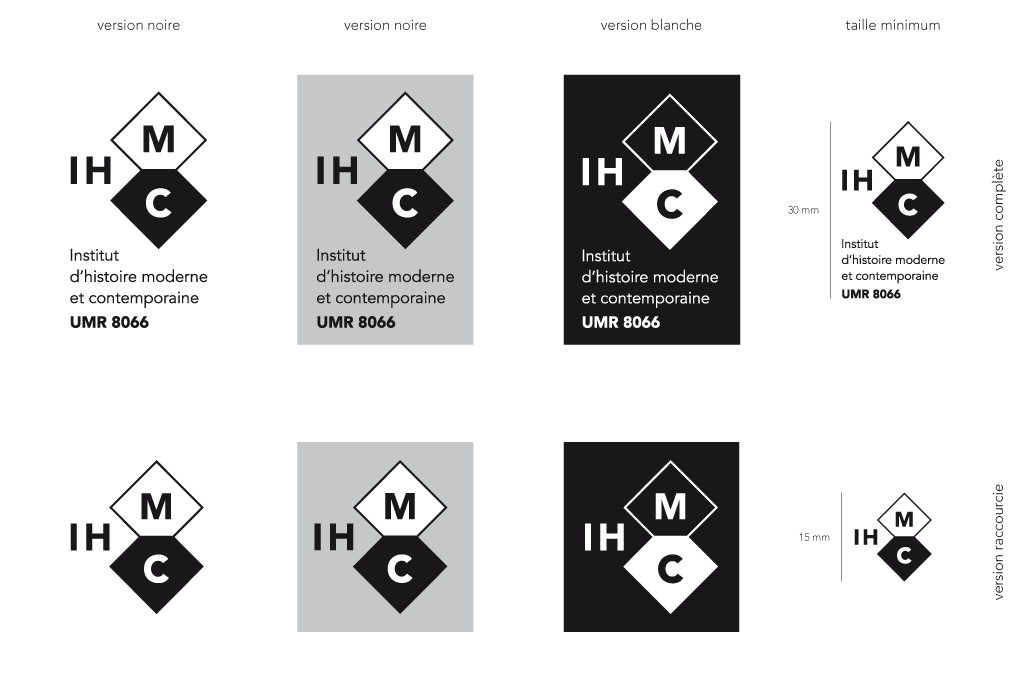 version noire
version noire
version blanche
taille minimum
IH
M
C
Institut
d'histoire moderne
et contemporaine
UMR 8066
IH
M
C
Institut
d'histoire moderne
et contemporaine
UMR 8066
IH
M
C
Institut
d'histoire moderne
et contemporaine
UMR 8066
30 mm
IH
M
C
Institut
d'histoire moderne
et contemporaine
UMR 8066
version complète
IH
M
C
IH
M
C
IH
M
C
15 mm
IH
M
C
version raccourcie